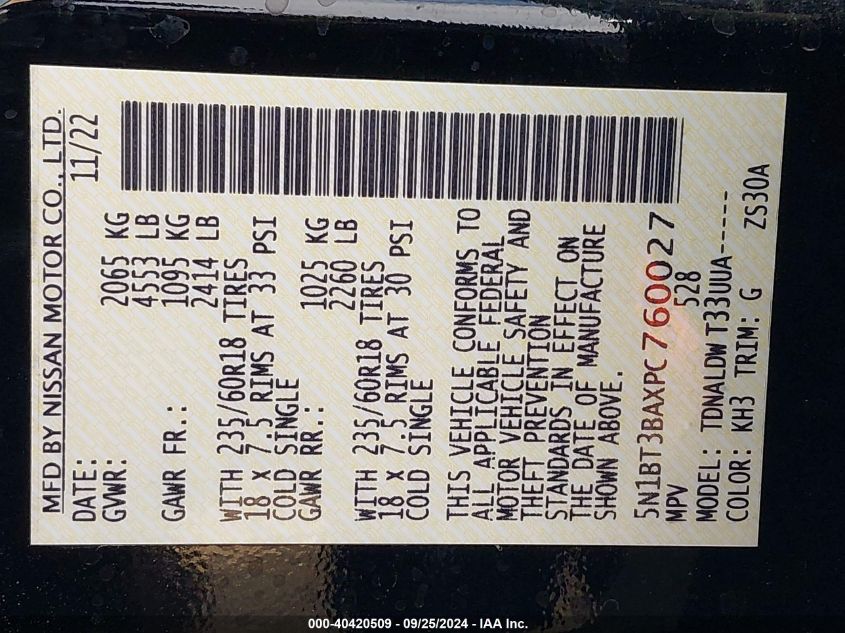 MFD BY NISSAN MOTOR CO., LTD.
DATE: 11/22
GVWR: 2065 KG
4553 LB
GAWR FR.: 1095 KG
2414 LB
WITH 235/60R18 TIRES
18 X 7.5 RIMS AT 33 PSI
COLD SINGLE
GAWR RR.: 1025 KG
2260 LB
WITH 235/60R18 TIRES
18 X 7.5 RIMS AT 30 PSI
COLD SINGLE
THIS VEHICLE CONFORMS TO
ALL APPLICABLE FEDERAL
MOTOR VEHICLE SAFETY AND
THEFT PREVENTION
STANDARDS IN EFFECT ON
THE DATE OF MANUFACTURE
SHOWN ABOVE.
5N1BT3BAXPC760027
MPV 528
MODEL: TDNALDW T33UUA-----
COLOR: KH3 TRIM: G ZS30A
000-40420509 - 09/25/2024 - IAA Inc.